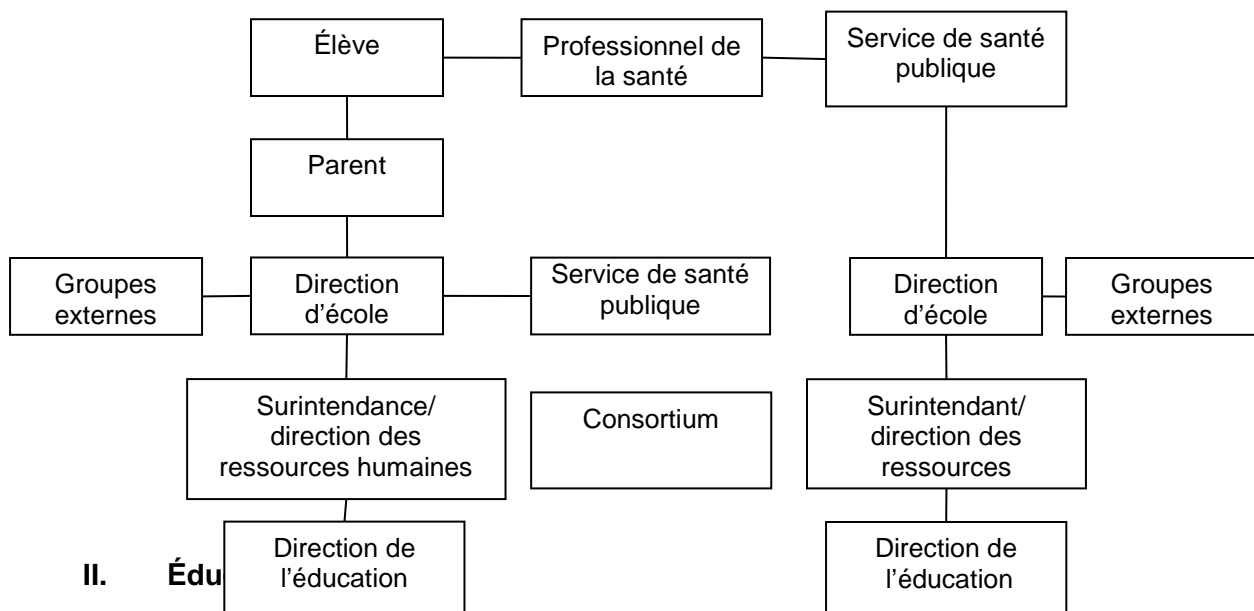 Élève
Professionnel de
la santé
Service de santé
publique
Parent
Groupes
externes
Direction
d'école
Service de santé
publique
Direction
d'école
Groupes
externes
Surintendance/
direction des
ressources humaines
Consortium
Surintendant/
direction des
ressources
Direction de
l'éducation
Direction de
l'éducation
II. Édu